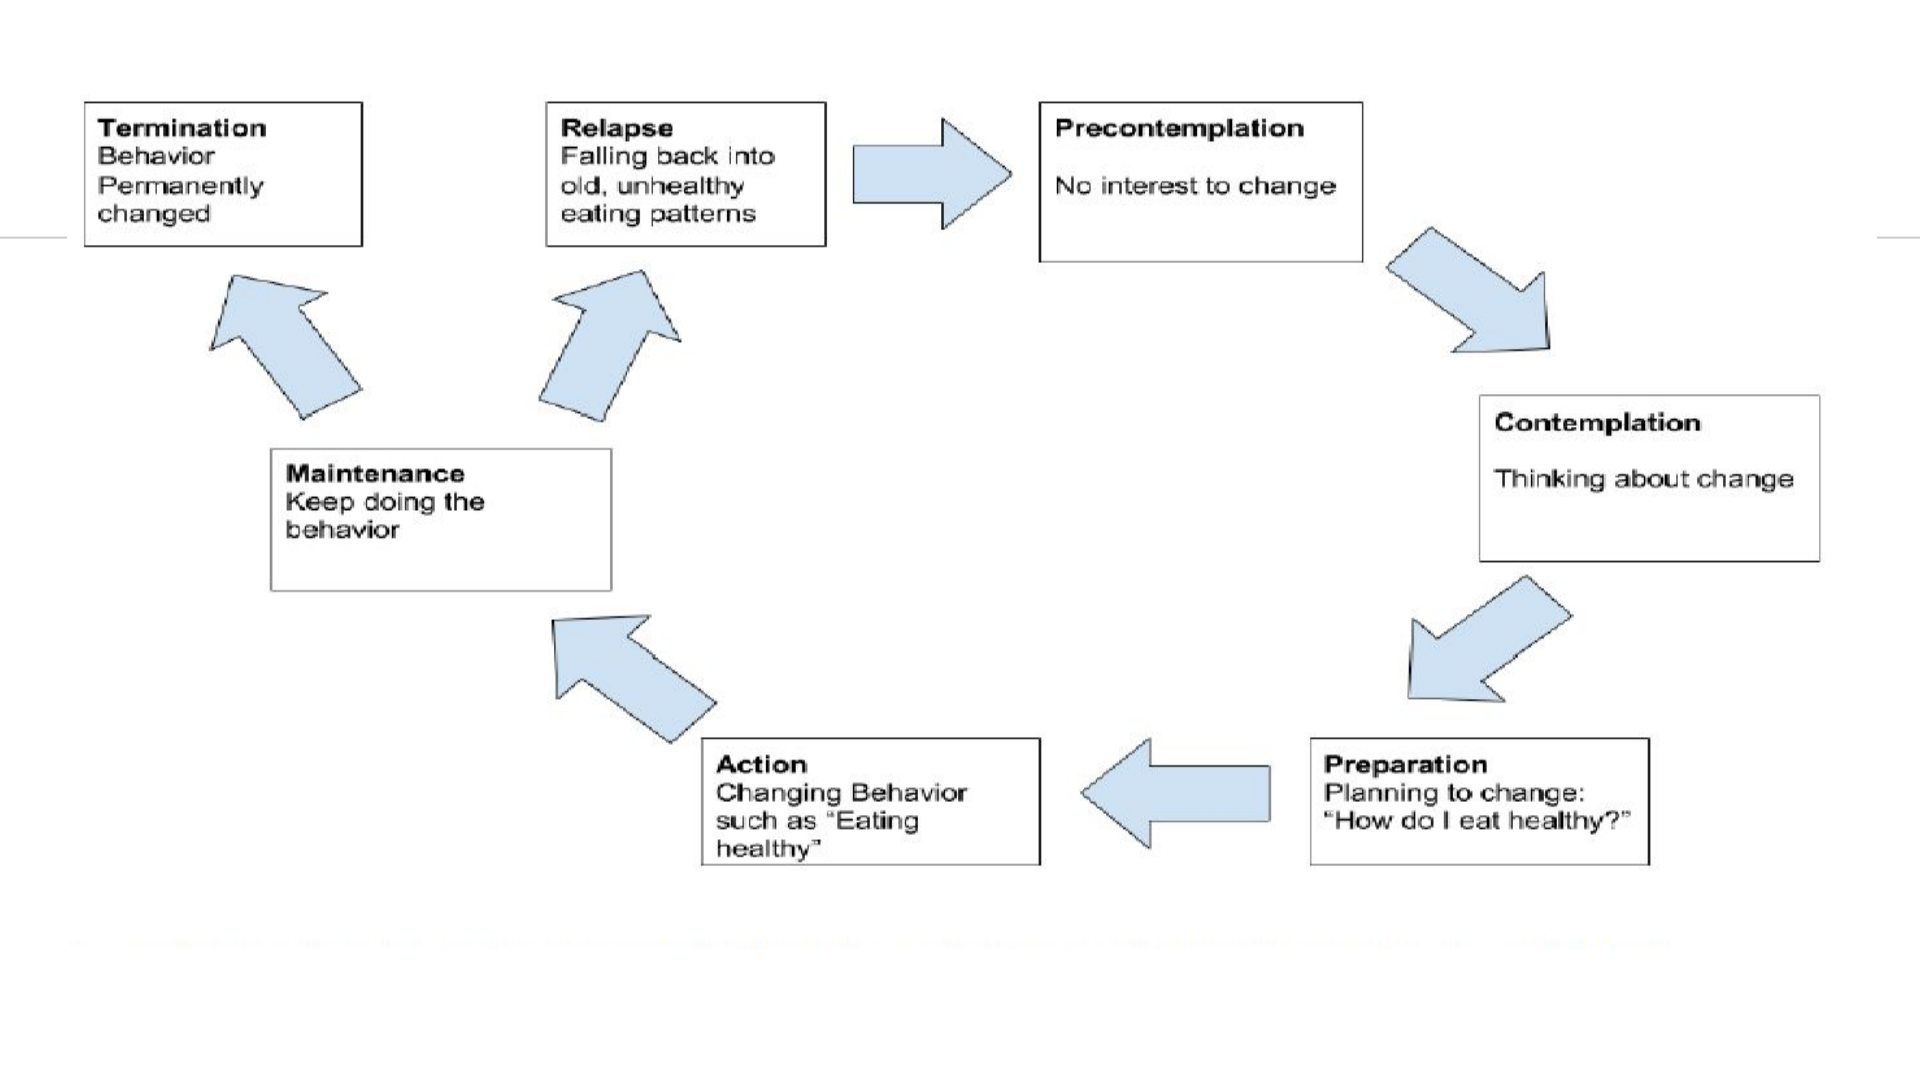 Termination
Behavior
Permanently
changed
Relapse
Falling back into
old, unhealthy
eating patterns
Precontemplation
No interest to change
Contemplation
Thinking about change
Maintenance
Keep doing the
behavior
Action
Changing Behavior
such as “Eating
healthy”
Preparation
Planning to change:
“How do I eat healthy?”